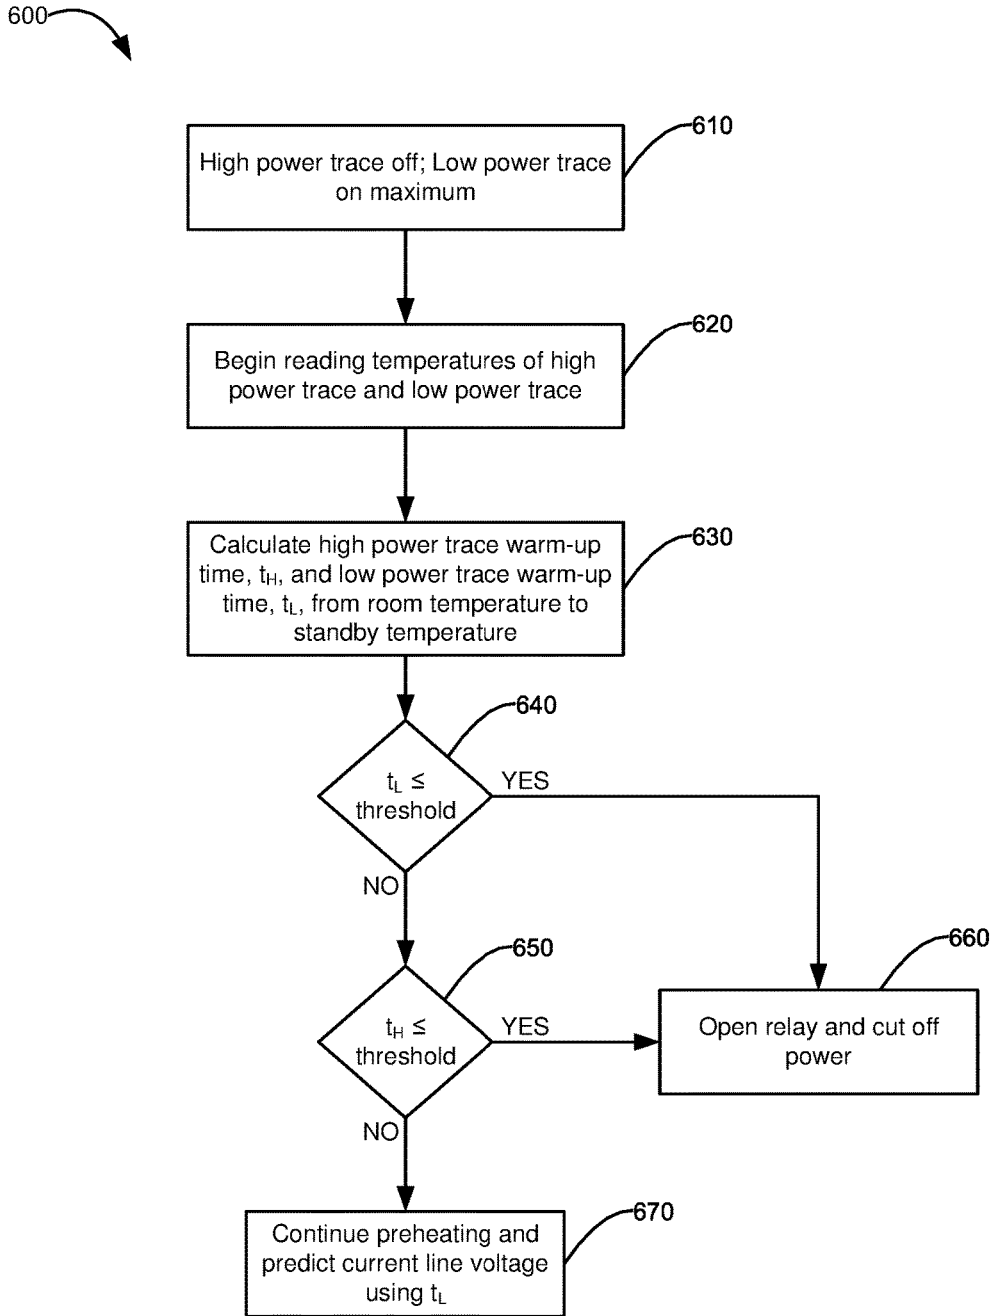 600
610
High power trace off; Low power trace
on maximum
620
Begin reading temperatures of high
power trace and low power trace
630
Calculate high power trace warm-up
time, tH, and low power trace warm-up
time, tL, from room temperature to
standby temperature
640
tL ≤
threshold
YES
NO
650
tH ≤
threshold
YES
NO
660
Open relay and cut off
power
670
Continue preheating and
predict current line voltage
using tL